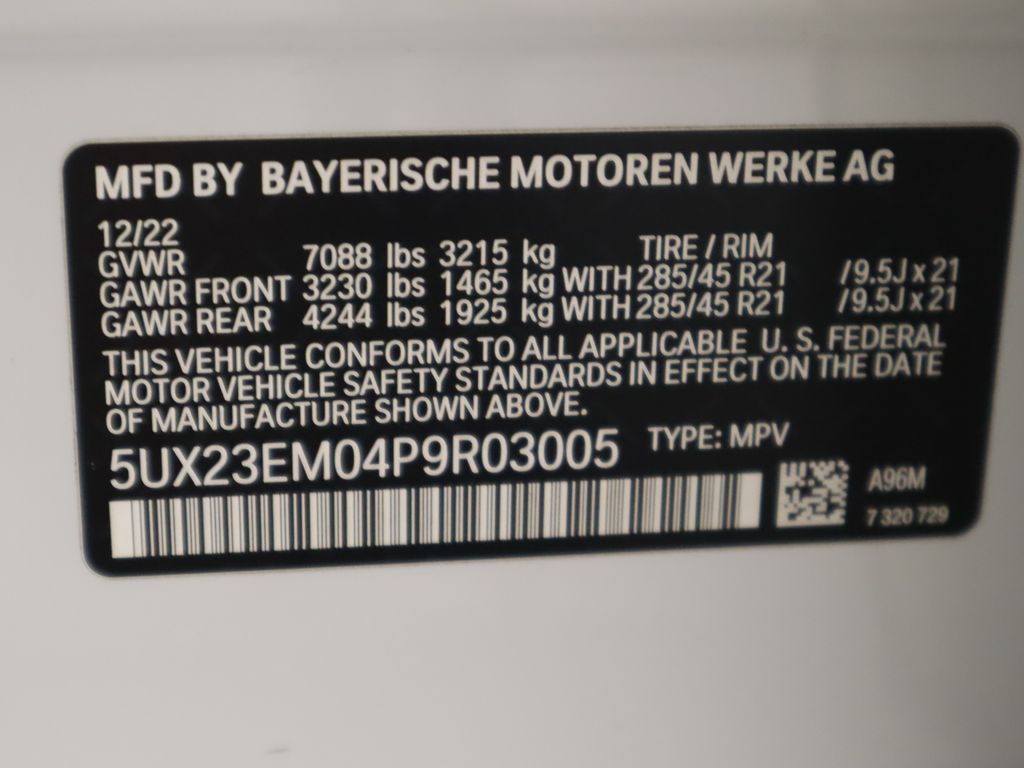 MFD BY BAYERISCHE MOTOREN WERKE AG
12/22
GVWR 7088 lbs 3215 kg TIRE / RIM
GAWR FRONT 3230 lbs 1465 kg WITH 285/45 R21 /9.5J x 21
GAWR REAR 4244 lbs 1925 kg WITH 285/45 R21 /9.5J x 21
THIS VEHICLE CONFORMS TO ALL APPLICABLE U. S. FEDERAL
MOTOR VEHICLE SAFETY STANDARDS IN EFFECT ON THE DATE
OF MANUFACTURE SHOWN ABOVE.
5UX23EM04P9R03005 TYPE: MPV
A96M
7 320 729